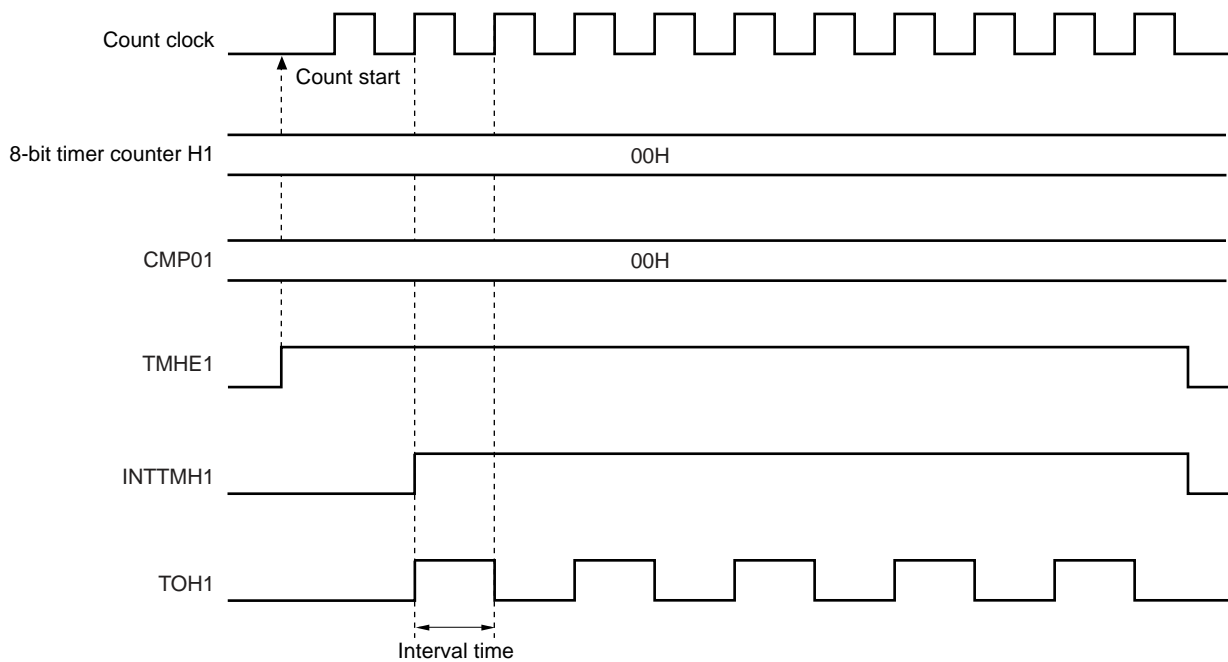 Count clock
Count start
8-bit timer counter H1
00H
CMP01
00H
TMHE1
INTTMH1
TOH1
Interval time